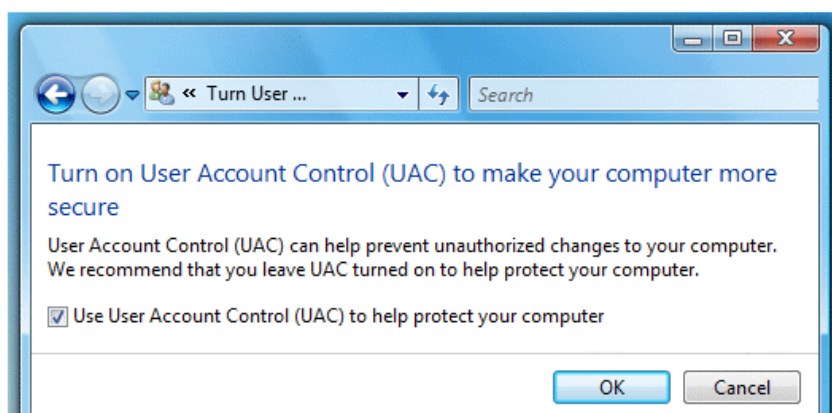 « Turn User ...
Search
Turn on User Account Control (UAC) to make your computer more
secure
User Account Control (UAC) can help prevent unauthorized changes to your computer.
We recommend that you leave UAC turned on to help protect your computer.
Use User Account Control (UAC) to help protect your computer
OK
Cancel